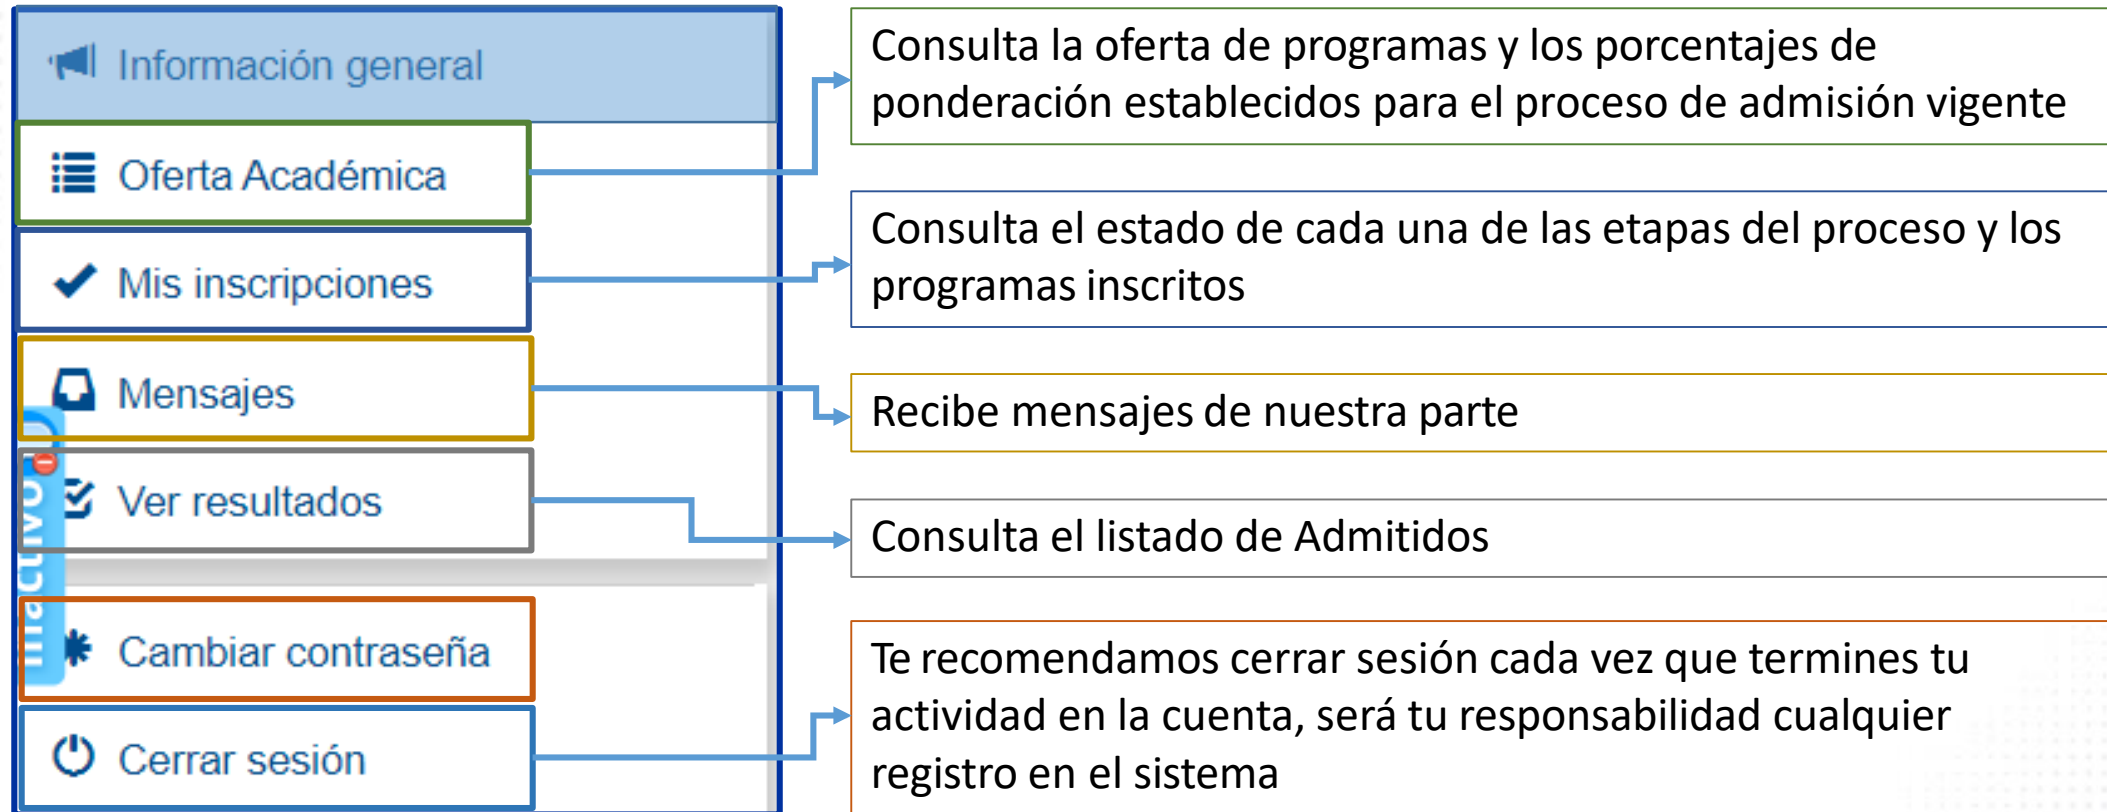 Información general
Oferta Académica
Mis inscripciones
Mensajes
Ver resultados
Cambiar contraseña
Cerrar sesión
Inactivo
Consulta la oferta de programas y los porcentajes de
ponderación establecidos para el proceso de admisión vigente
Consulta el estado de cada una de las etapas del proceso y los
programas inscritos
Recibe mensajes de nuestra parte
Consulta el listado de Admitidos
Te recomendamos cerrar sesión cada vez que termines tu
actividad en la cuenta, será tu responsabilidad cualquier
registro en el sistema